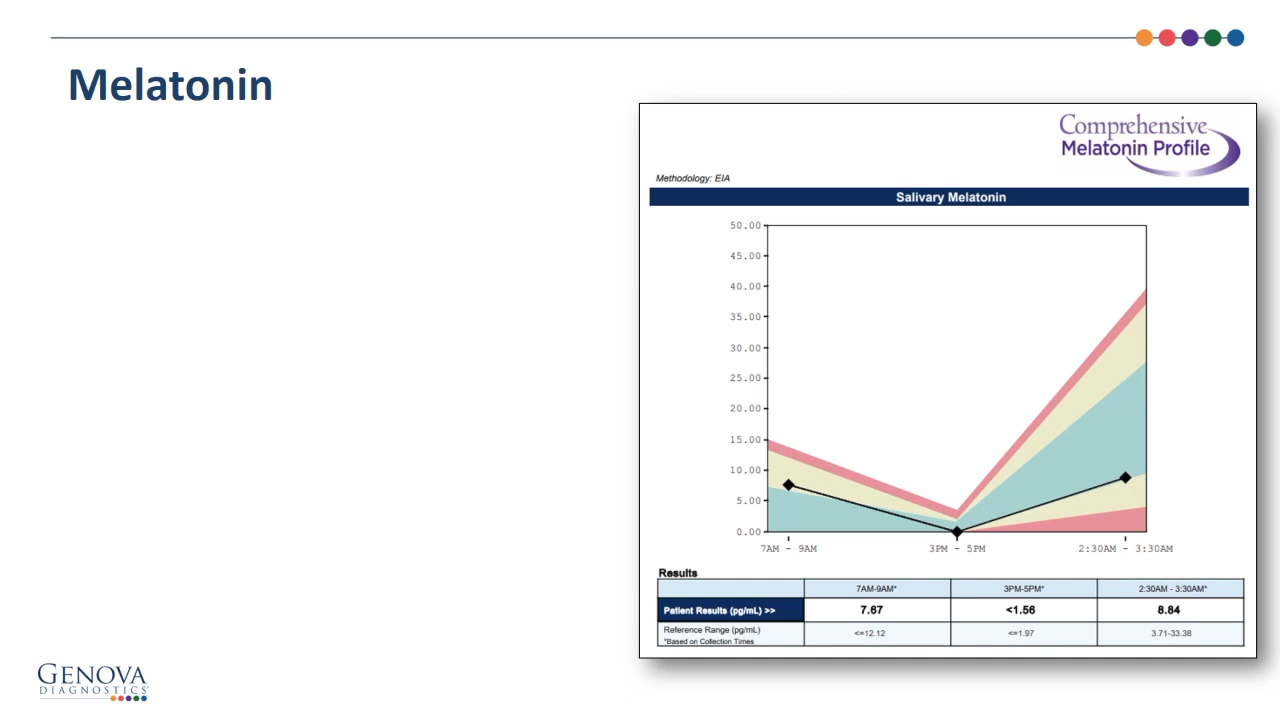 Melatonin
Comprehensive
Melatonin Profile
Methodology: EIA
Salivary Melatonin
50.00
45.00
40.00
35.00
30.00
25.00
20.00
15.00
10.00
5.00
0.00
7AM - 9AM 3PM - 5PM 2:30AM - 3:30AM
Results
7AM-9AM* 3PM-5PM* 2:30AM - 3:30AM*
Patient Results (pg/mL) >> 7.67 <1.56 8.84
Reference Range (pg/mL) <=12.12 <=1.97 3.71-33.38
*Based on Collection Times
GENOVA
DIAGNOSTICS